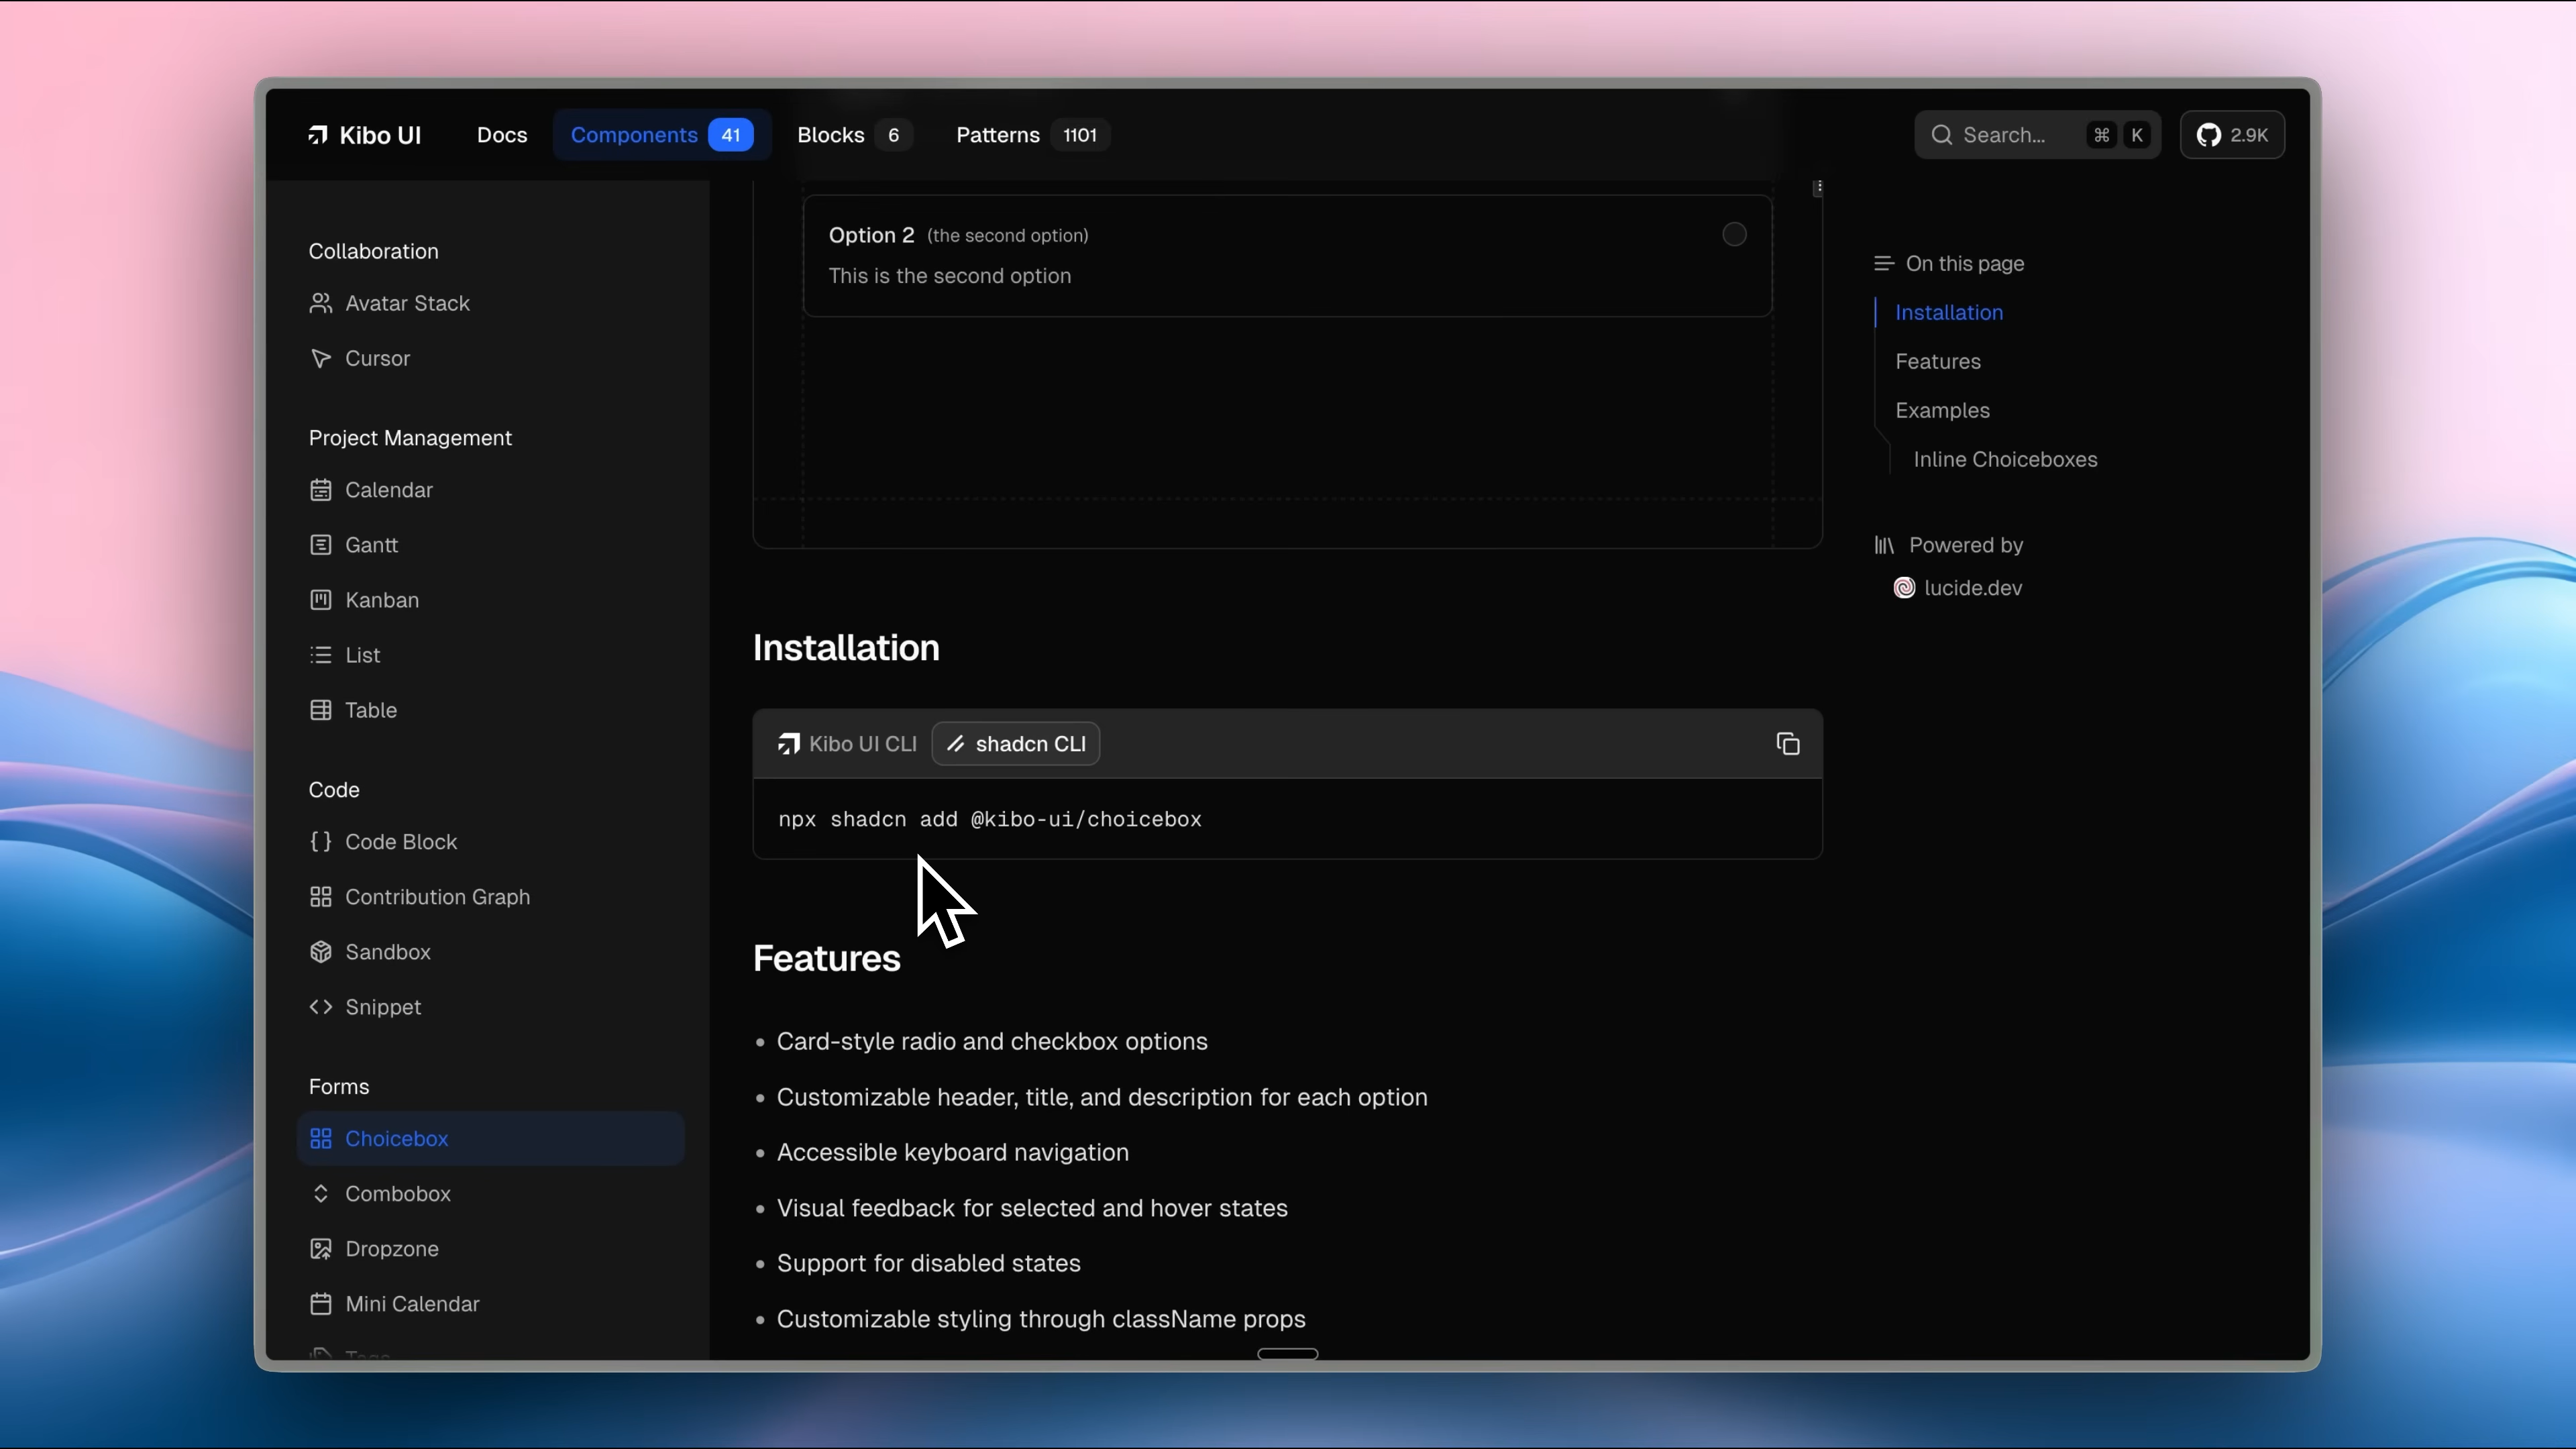 Kibo UI
Docs
Components 41
Blocks 6
Patterns 1101
Search... ⌘ K
2.9K
Collaboration
Avatar Stack
Cursor
Project Management
Calendar
Gantt
Kanban
List
Table
Code
Code Block
Contribution Graph
Sandbox
Snippet
Forms
Choicebox
Combobox
Dropzone
Mini Calendar
Option 2 (the second option)
This is the second option
Installation
Kibo UI CLI
shadcn CLI
npx shadcn add @kibo-ui/choicebox
Features
Card-style radio and checkbox options
Customizable header, title, and description for each option
Accessible keyboard navigation
Visual feedback for selected and hover states
Support for disabled states
Customizable styling through className props
On this page
Installation
Features
Examples
Inline Choiceboxes
Powered by
lucide.dev